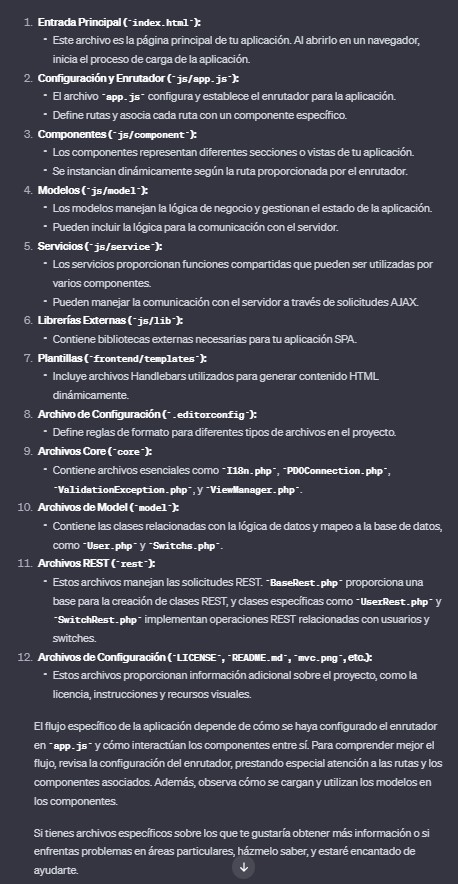 1. Entrada Principal (`index.html`):
- Este archivo es la página principal de tu aplicación. Al abrirlo en un navegador,
inicia el proceso de carga de la aplicación.
2. Configuración y Enrutador (`js/app.js`):
- El archivo `app.js` configura y establece el enrutador para la aplicación.
- Define rutas y asocia cada ruta con un componente específico.
3. Componentes (`js/component`):
- Los componentes representan diferentes secciones o vistas de tu aplicación.
- Se instancian dinámicamente según la ruta proporcionada por el enrutador.
4. Modelos (`js/model`):
- Los modelos manejan la lógica de negocio y gestionan el estado de la aplicación.
- Pueden incluir la lógica para la comunicación con el servidor.
5. Servicios (`js/service`):
- Los servicios proporcionan funciones compartidas que pueden ser utilizadas por
varios componentes.
- Pueden manejar la comunicación con el servidor a través de solicitudes AJAX.
6. Librerías Externas (`js/lib`):
- Contiene bibliotecas externas necesarias para tu aplicación SPA.
7. Plantillas (`frontend/templates`):
- Incluye archivos Handlebars utilizados para generar contenido HTML
dinámicamente.
8. Archivo de Configuración (`.editorconfig`):
- Define reglas de formato para diferentes tipos de archivos en el proyecto.
9. Archivos Core (`core`):
- Contiene archivos esenciales como `I18n.php`, `PDOConnection.php`,
`ValidationException.php`, y `ViewManager.php`.
10. Archivos de Model (`model`):
- Contiene las clases relacionadas con la lógica de datos y mapeo a la base de datos,
como `User.php` y `Switchs.php`.
11. Archivos REST (`rest`):
- Estos archivos manejan las solicitudes REST. `BaseRest.php` proporciona una
base para la creación de clases REST, y clases específicas como `UserRest.php` y
`SwitchRest.php` implementan operaciones REST relacionadas con usuarios y
switches.
12. Archivos de Configuración (`LICENSE`, `README.md`, `mvc.png`, etc.):
- Estos archivos proporcionan información adicional sobre el proyecto, como la
licencia, instrucciones y recursos visuales.
El flujo específico de la aplicación depende de cómo se haya configurado el enrutador
en `app.js` y cómo interactúan los componentes entre sí. Para comprender mejor el
flujo, revisa la configuración del enrutador, prestando especial atención a las rutas y los
componentes asociados. Además, observa cómo se cargan y utilizan los modelos en
los componentes.
Si tienes archivos específicos sobre los que te gustaría obtener más información o si
enfrentas problemas en áreas particulares, házmelo saber, y estaré encantado de
ayudarte.